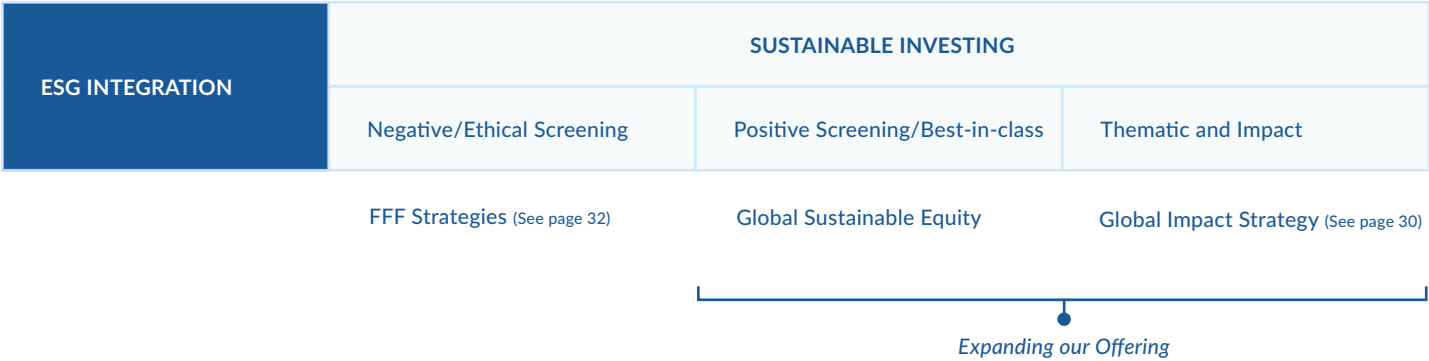 ESG INTEGRATION
SUSTAINABLE INVESTING
Negative/Ethical Screening
Positive Screening/Best-in-class
Thematic and Impact
FFF Strategies (See page 32)
Global Sustainable Equity
Global Impact Strategy (See page 30)
Expanding our Offering